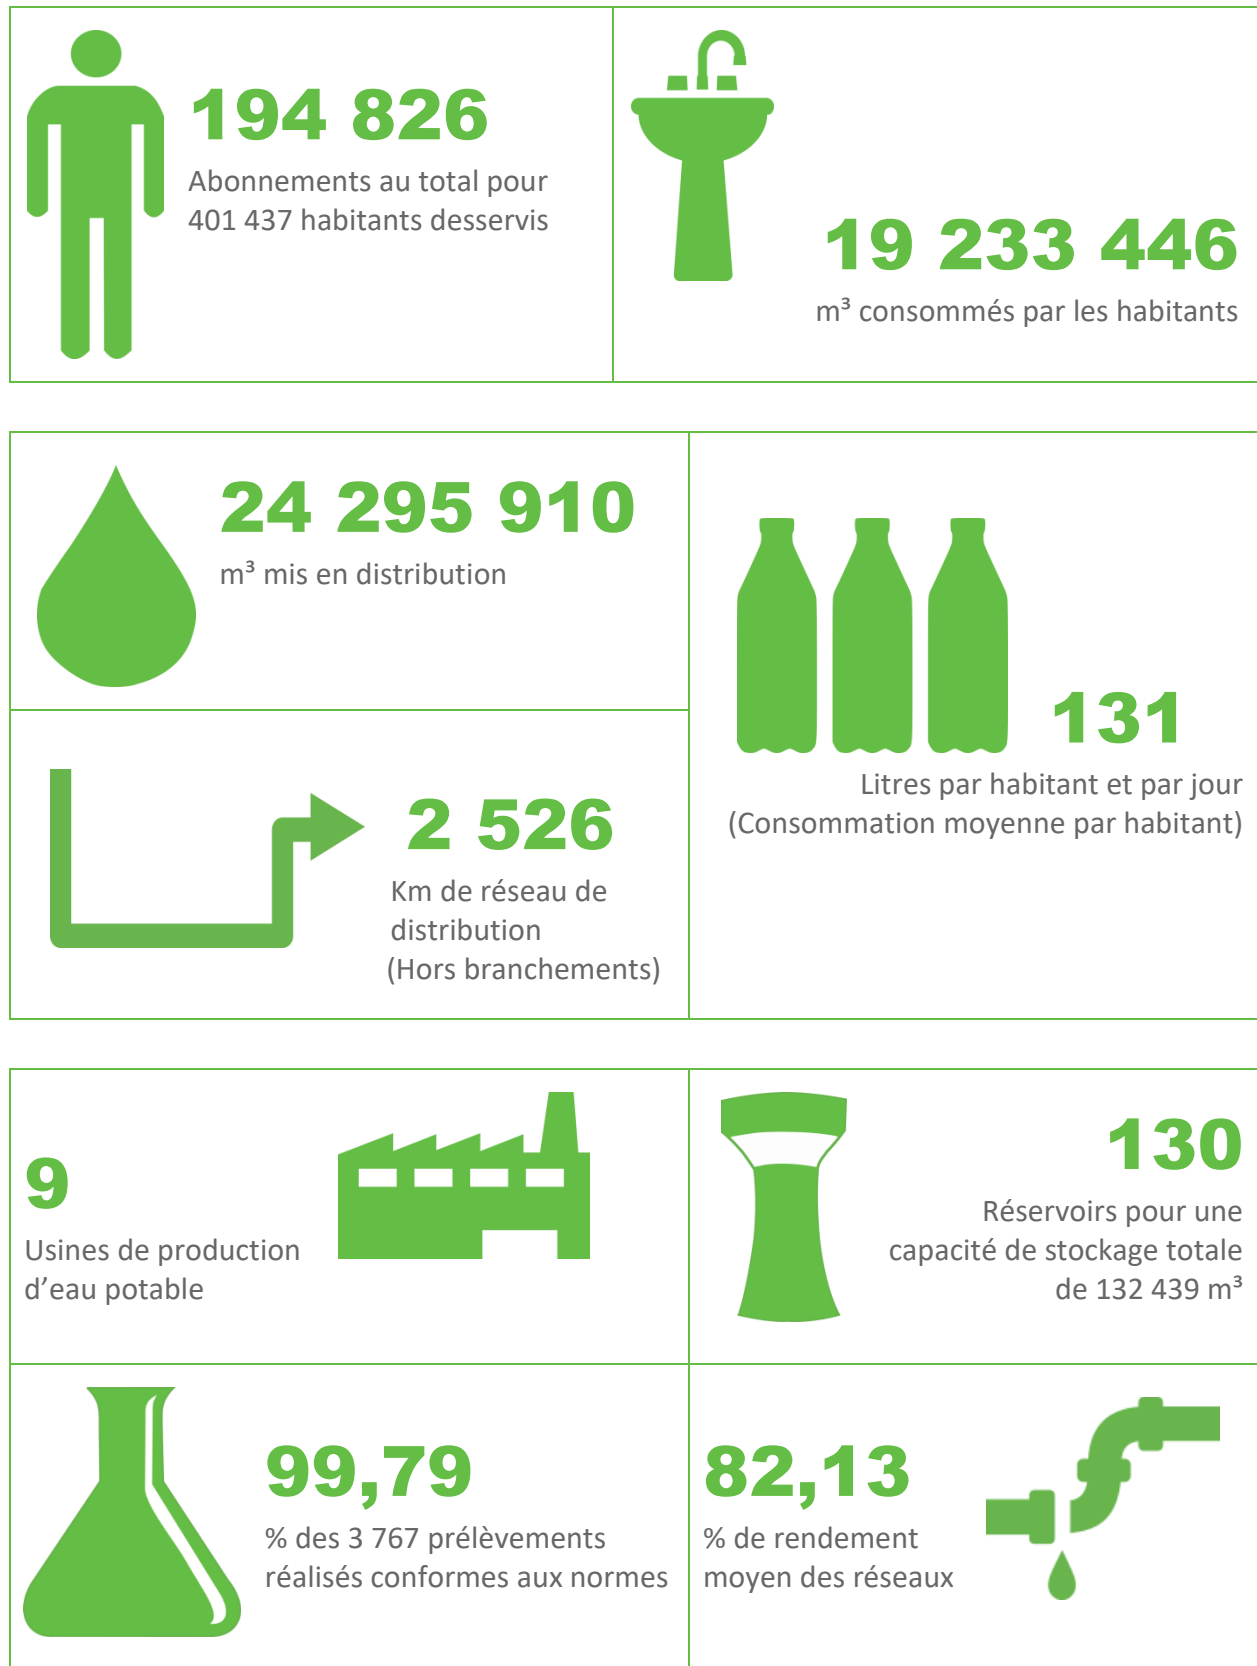 194 826
Abonnements au total pour
401 437 habitants desservis
19 233 446
m³ consommés par les habitants
24 295 910
m³ mis en distribution
131
Litres par habitant et par jour
(Consommation moyenne par habitant)
2 526
Km de réseau de
distribution
(Hors branchements)
9
Usines de production
d’eau potable
130
Réservoirs pour une
capacité de stockage totale
de 132 439 m³
99,79
% des 3 767 prélèvements
réalisés conformes aux normes
82,13
% de rendement
moyen des réseaux